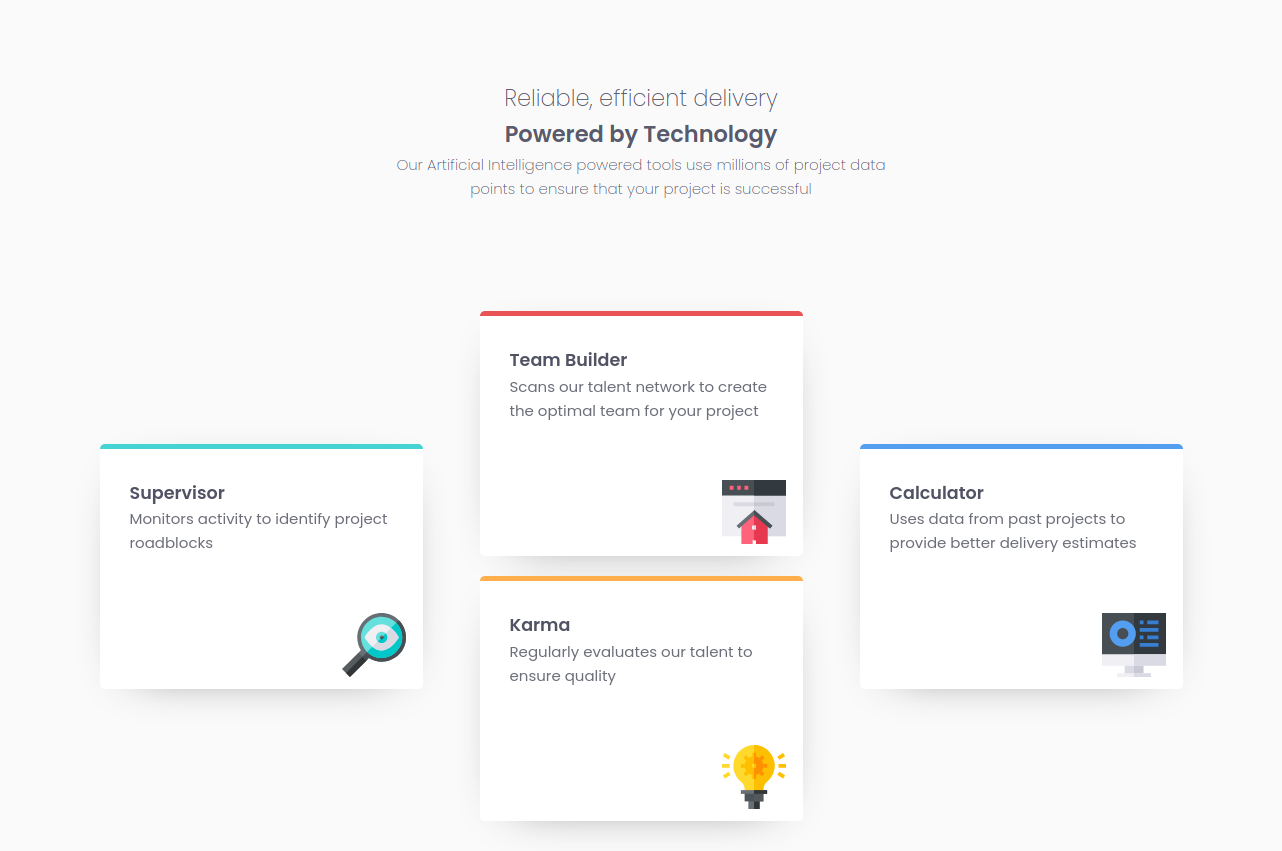 Reliable, efficient delivery
Powered by Technology
Our Artificial Intelligence powered tools use millions of project data
points to ensure that your project is successful
Supervisor
Monitors activity to identify project
roadblocks
Team Builder
Scans our talent network to create
the optimal team for your project
Karma
Regularly evaluates our talent to
ensure quality
Calculator
Uses data from past projects to
provide better delivery estimates